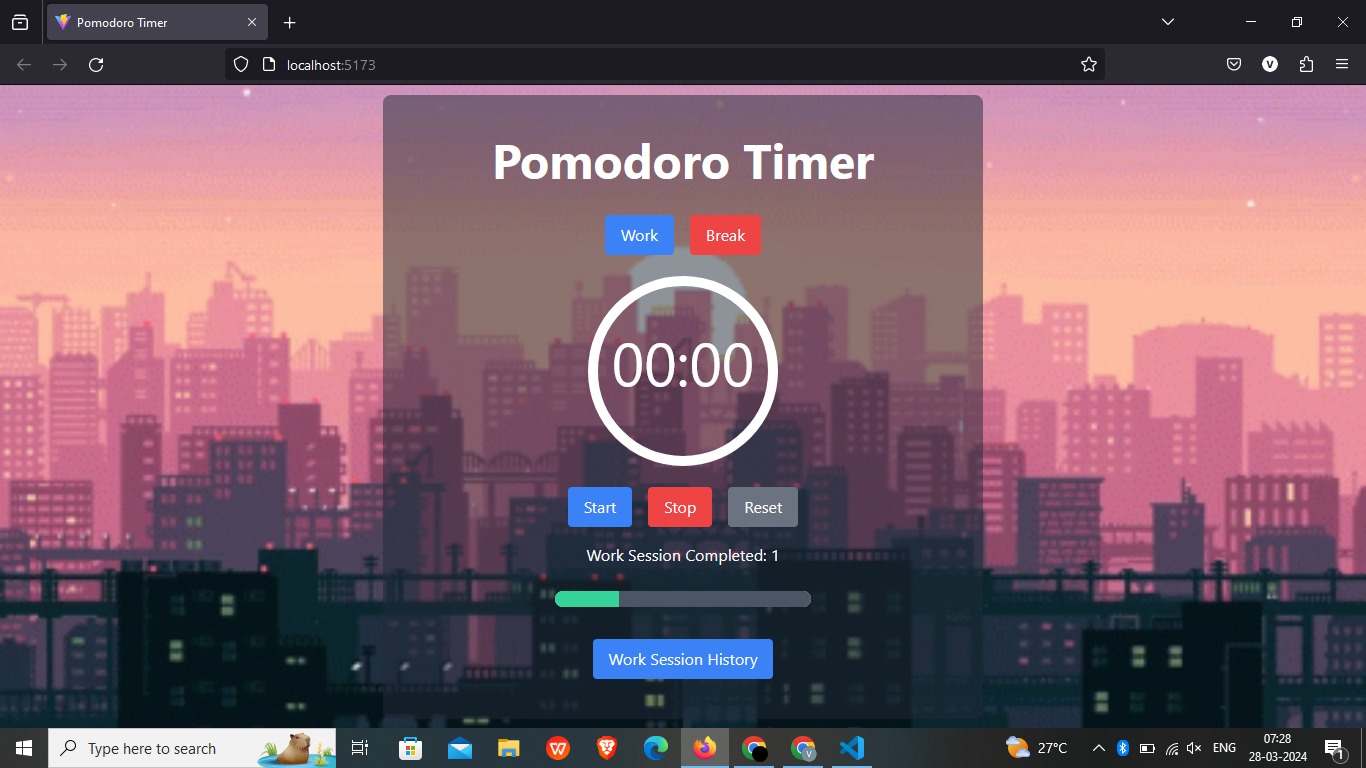 Pomodoro Timer
localhost:5173
Pomodoro Timer
Work
Break
00:00
Start
Stop
Reset
Work Session Completed: 1
Work Session History
Type here to search
27°C
ENG
07:28
28-03-2024
1